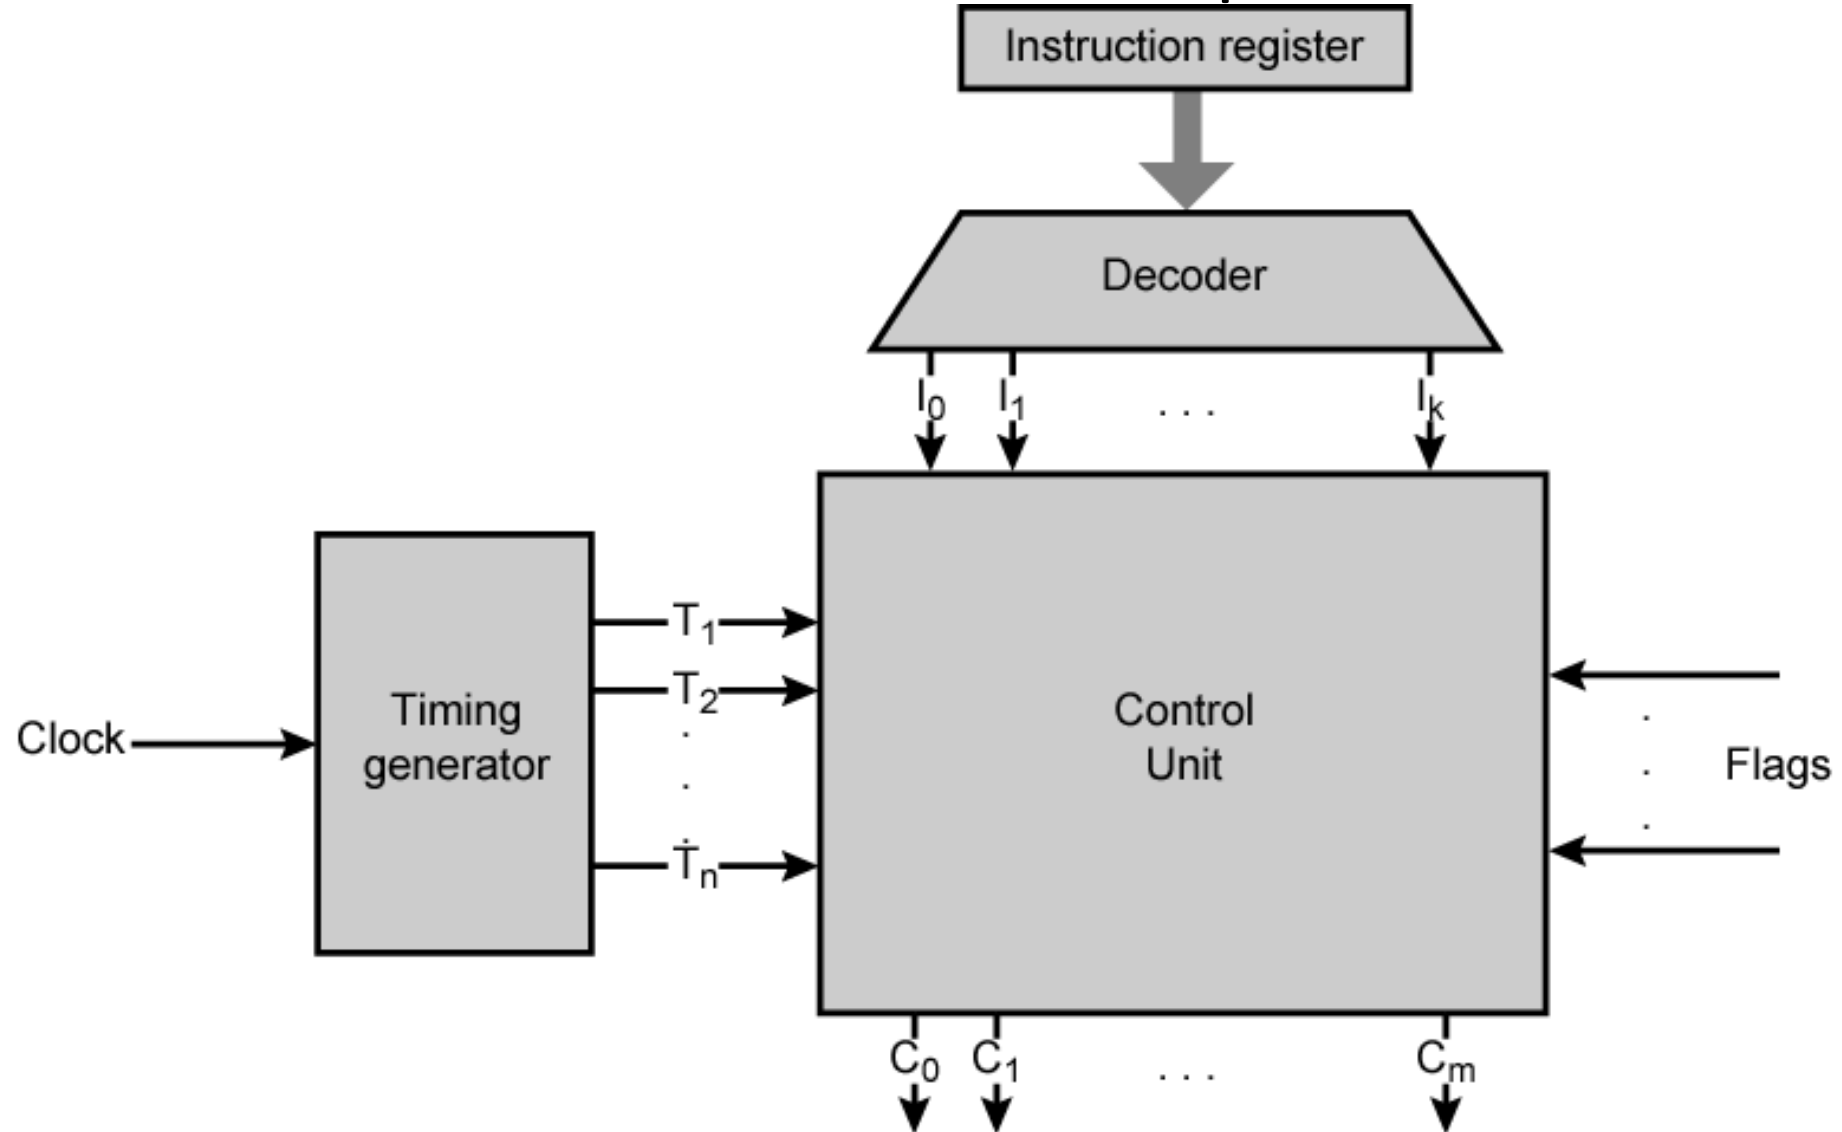 Instruction register
Decoder
I0 I1 . . . Ik
T1
T2
.
.
.
Tn
Timing
generator
Clock
Control
Unit
.
.
.
Flags
C0 C1 . . . Cm